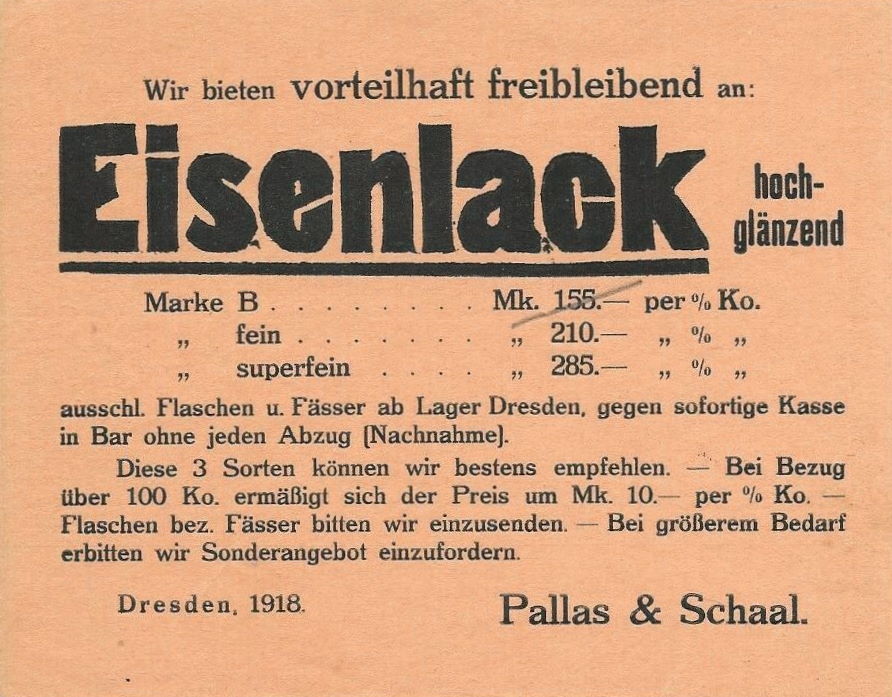 Wir bieten vorteilhaft freibleibend an:
Eisenlack hoch-
glänzend
Marke B . . . . . . . . . Mk. 155.— per % Ko.
„ fein . . . . . . . . „ 210.— „ % „
„ superfein . . . . „ 285.— „ % „
ausschl. Flaschen u. Fässer ab Lager Dresden, gegen sofortige Kasse
in Bar ohne jeden Abzug (Nachnahme).
Diese 3 Sorten können wir bestens empfehlen. — Bei Bezug
über 100 Ko. ermäßigt sich der Preis um Mk. 10.— per % Ko. —
Flaschen bez. Fässer bitten wir einzusenden. — Bei größerem Bedarf
erbitten wir Sonderangebot einzufordern.
Dresden, 1918. Pallas & Schaal.